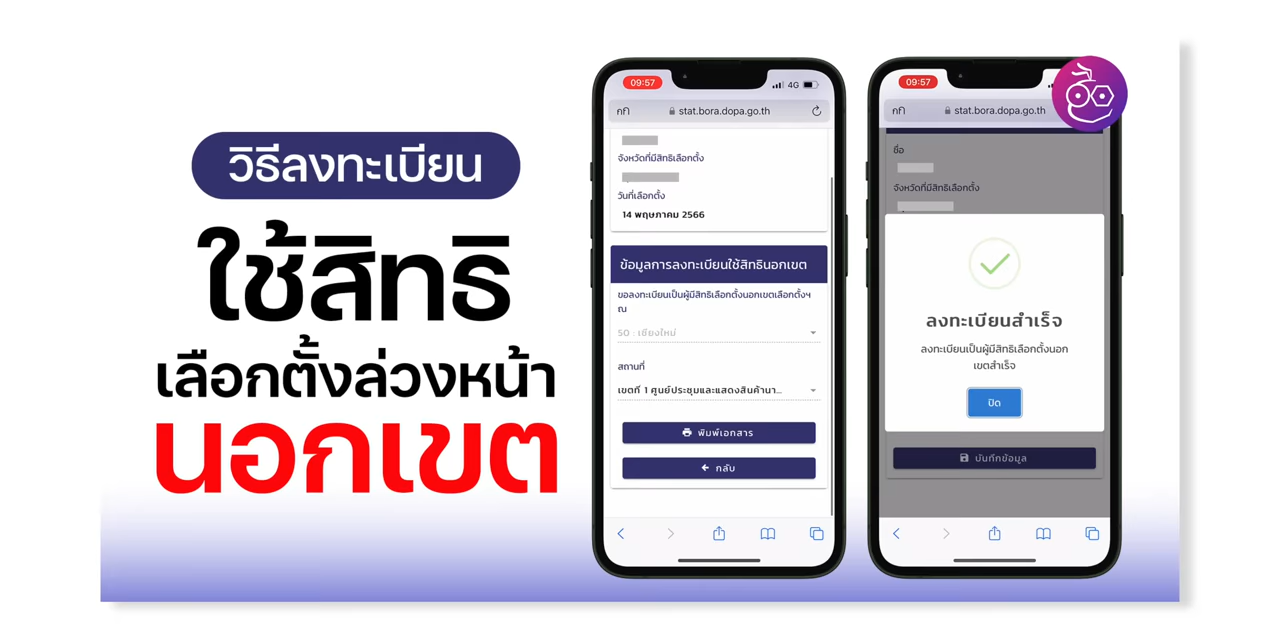 วิธีลงทะเบียน
ใช้สิทธิ
เลือกตั้งล่วงหน้า
นอกเขต
09:57
4G
กก
stat.bora.dopa.go.th
จังหวัดที่มีสิทธิเลือกตั้ง
วันที่เลือกตั้ง
14 พฤษภาคม 2566
ข้อมูลการลงทะเบียนใช้สิทธินอกเขต
ขอลงทะเบียนเป็นผู้มีสิทธิเลือกตั้งนอกเขตเลือกตั้งฯ
ณ
50 : เชียงใหม่
สถานที่
เขตที่ 1 ศูนย์ประชุมและแสดงสินค้านา...
พิมพ์เอกสาร
กลับ
09:57
กก
stat.bora.dopa.go.th
ชื่อ
จังหวัดที่มีสิทธิเลือกตั้ง
ลงทะเบียนสำเร็จ
ลงทะเบียนเป็นผู้มีสิทธิเลือกตั้งนอก
เขตสำเร็จ
ปิด
บันทึกข้อมูล